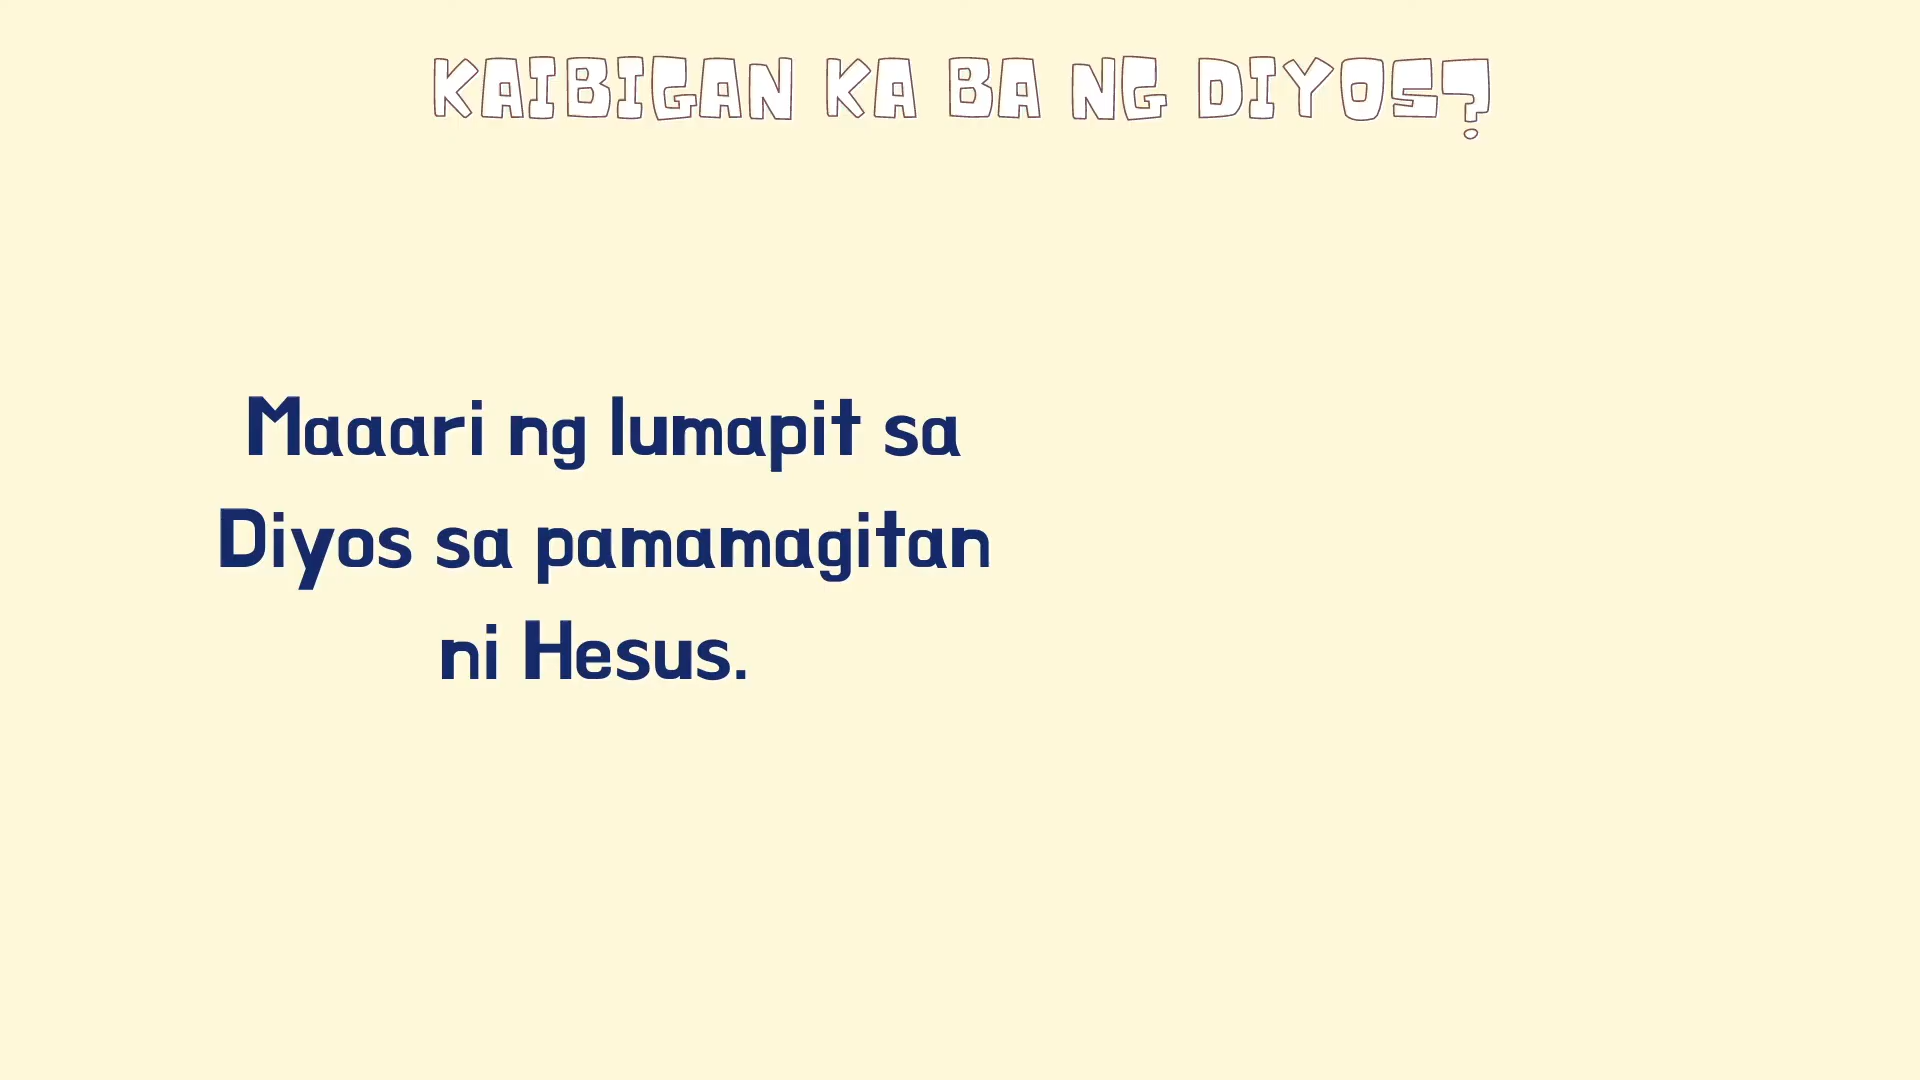 KAIBIGAN KA BA NG DIYOS?
Maaari ng lumapit sa
Diyos sa pamamagitan
ni Hesus.